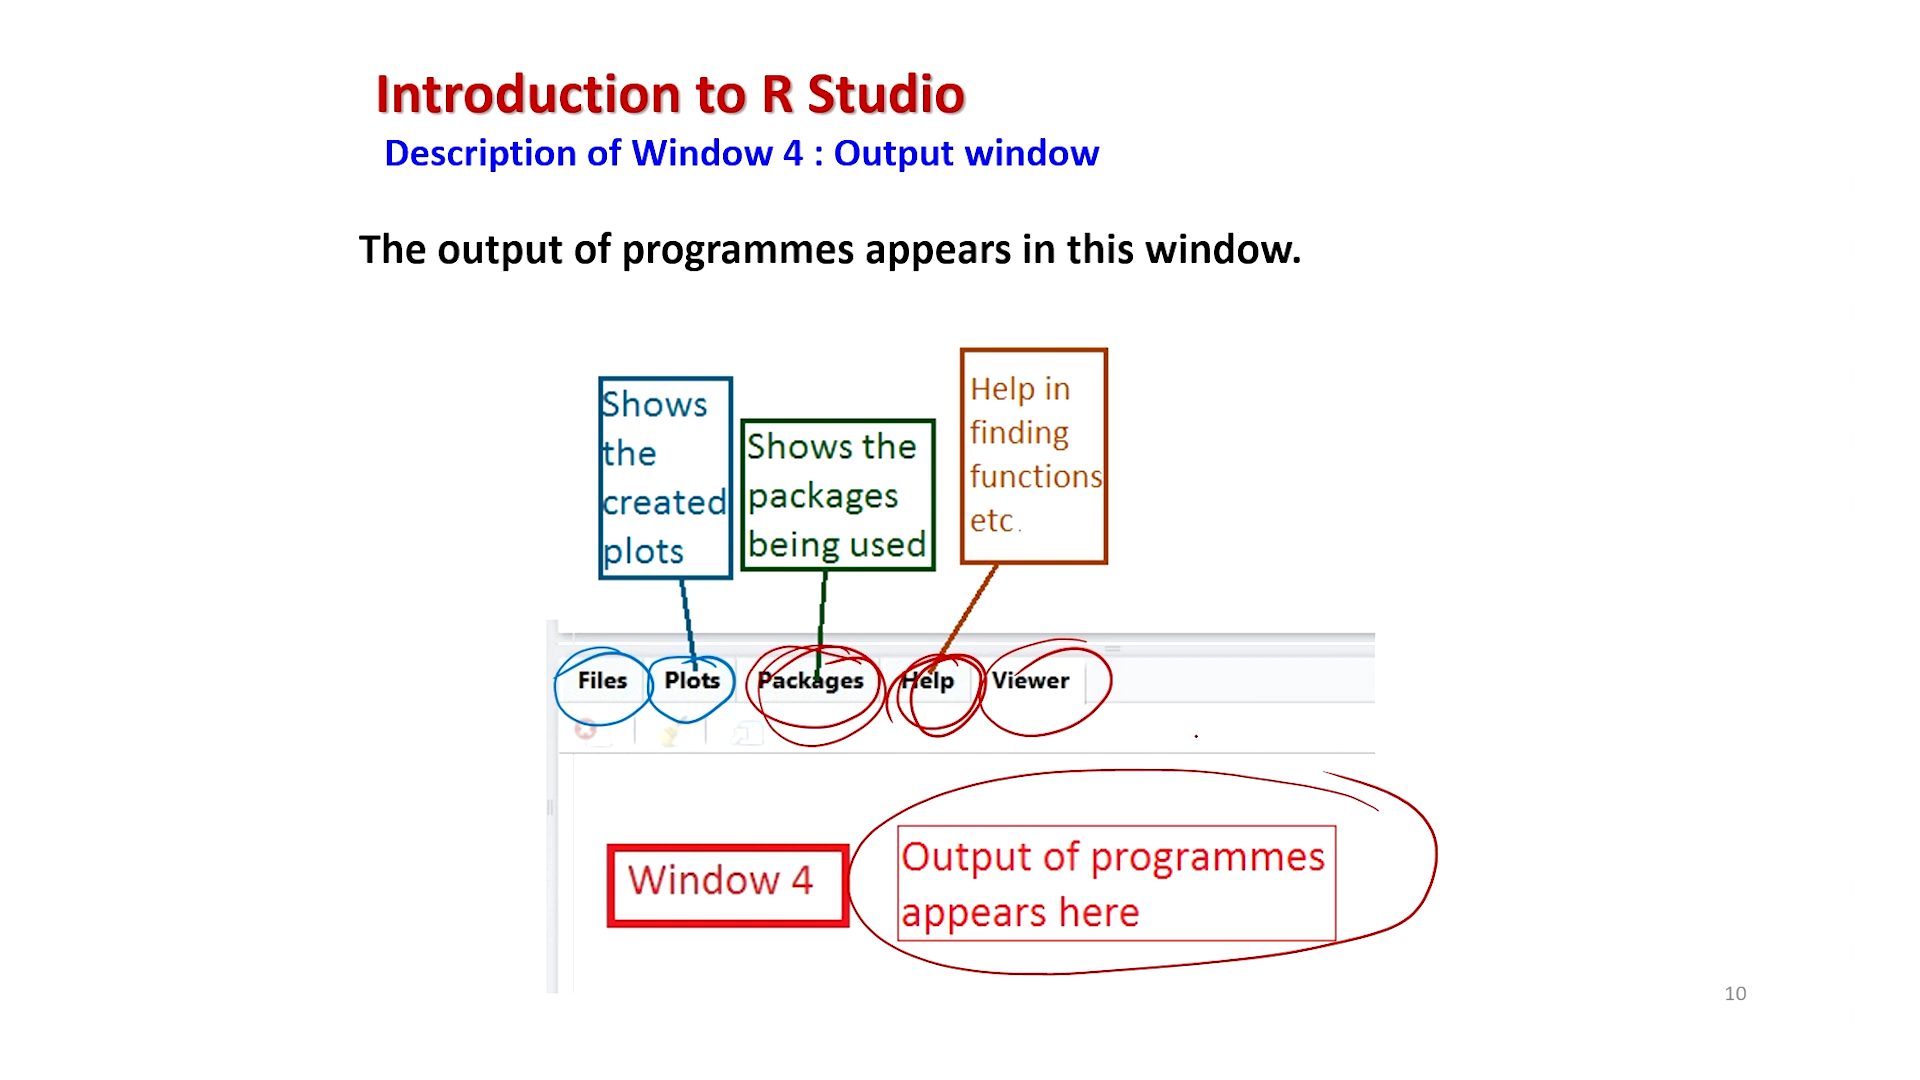 Introduction to R Studio
Description of Window 4 : Output window
The output of programmes appears in this window.
Shows
the
created
plots
Shows the
packages
being used
Help in
finding
functions
etc.
Files Plots Packages Help Viewer
Window 4
Output of programmes
appears here
10